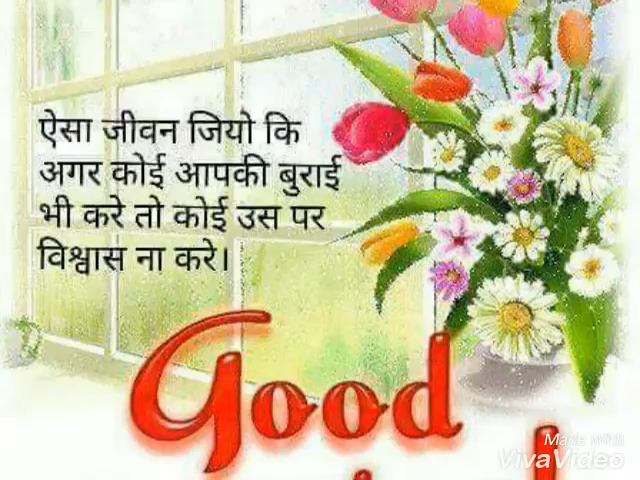 ऐसा जीवन जियो कि
अगर कोई आपकी बुराई
भी करे तो कोई उस पर
विश्वास ना करे।
Good
Made with
VivaVideo